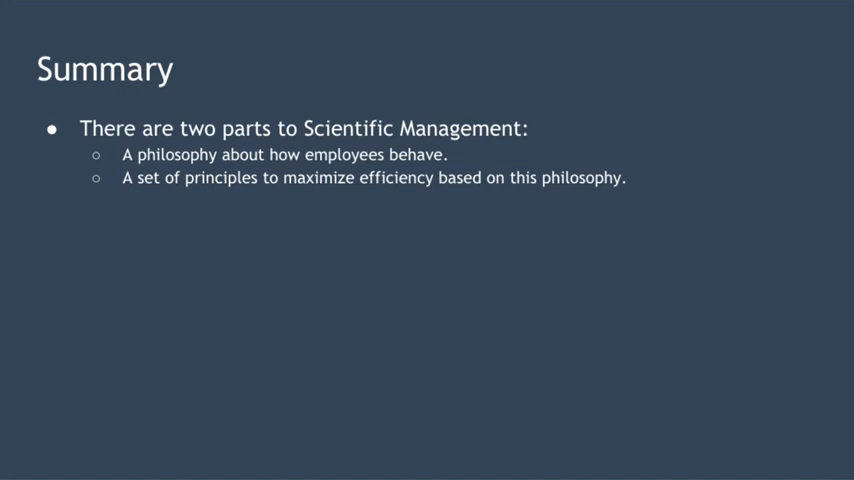 Summary
● There are two parts to Scientific Management:
○ A philosophy about how employees behave.
○ A set of principles to maximize efficiency based on this philosophy.